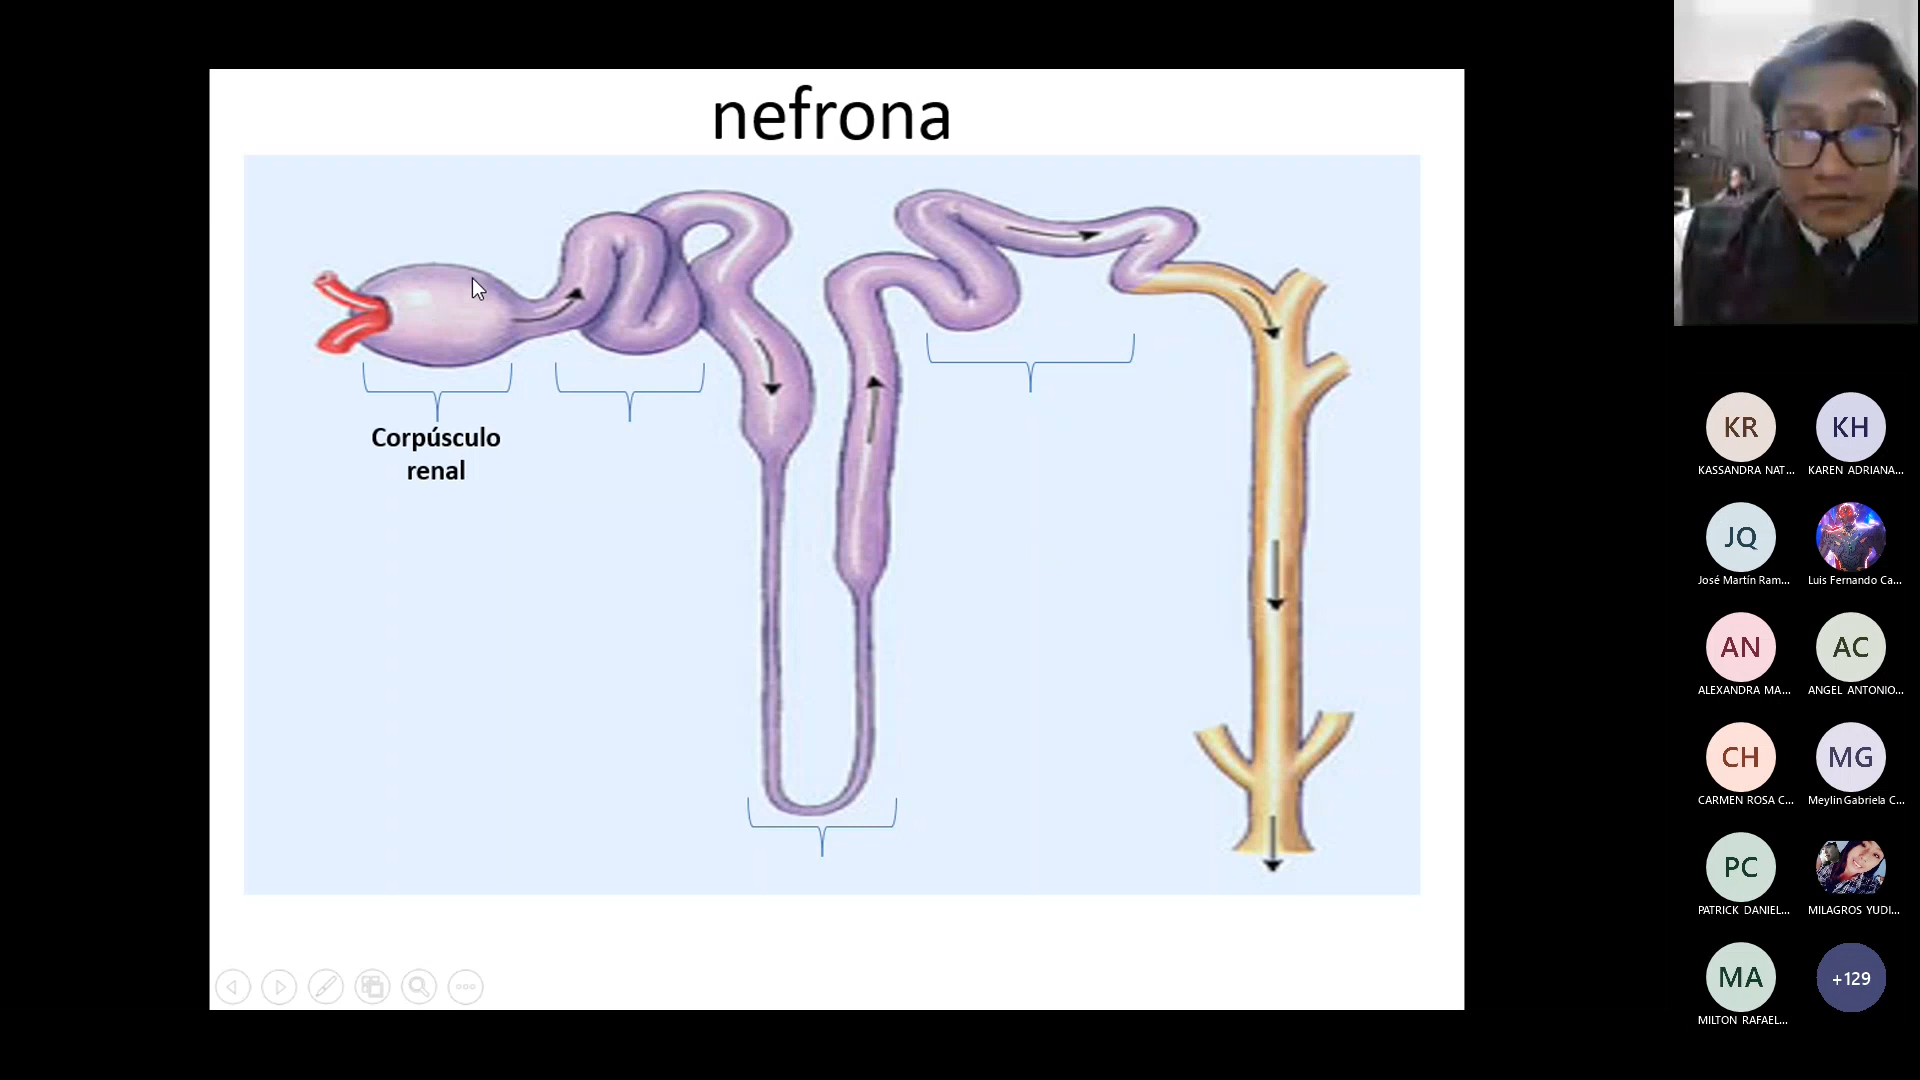 nefrona
Corpúsculo
renal
KR
KH
KASSANDRA NAT...
KAREN ADRIANA...
JQ
José Martín Ram...
Luis Fernando Ca...
AN
AC
ALEXANDRA MA...
ANGEL ANTONIO...
CH
MG
CARMEN ROSA C...
Meylin Gabriela C...
PC
PATRICK DANIEL...
MILAGROS YUDI...
MA
+129
MILTON RAFAEL...